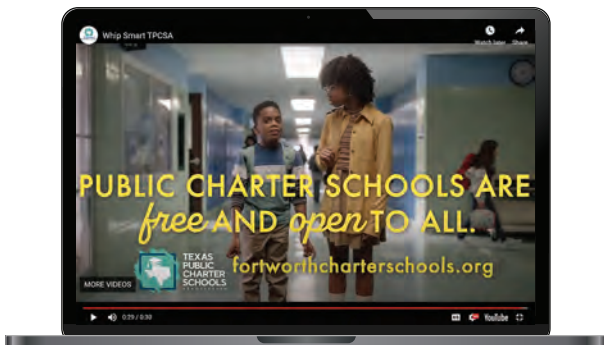 Whip Smart TPCSA
Watch later
Share
PUBLIC CHARTER SCHOOLS ARE
free AND open TO ALL.
TEXAS
PUBLIC
CHARTER
SCHOOLS
fortworthcharterschools.org
MORE VIDEOS
0:29 / 0:30
YouTube